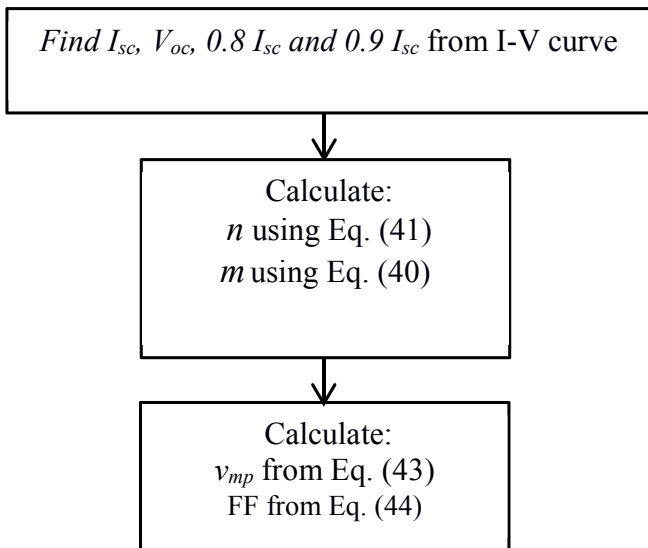 Find Isc, Voc, 0.8 Isc and 0.9 Isc from I-V curve
Calculate:
n using Eq. (41)
m using Eq. (40)
Calculate:
vmp from Eq. (43)
FF from Eq. (44)